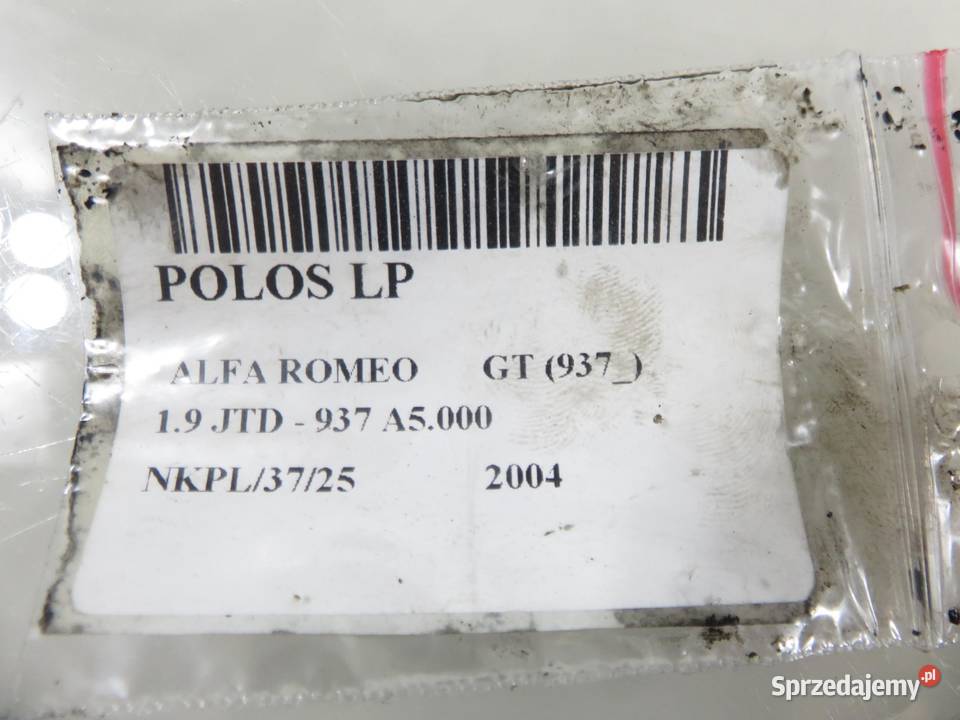 POLOS LP
ALFA ROMEO GT (937_)
1.9 JTD - 937 A5.000
NKPL/37/25 2004
Sprzedajemy.pl